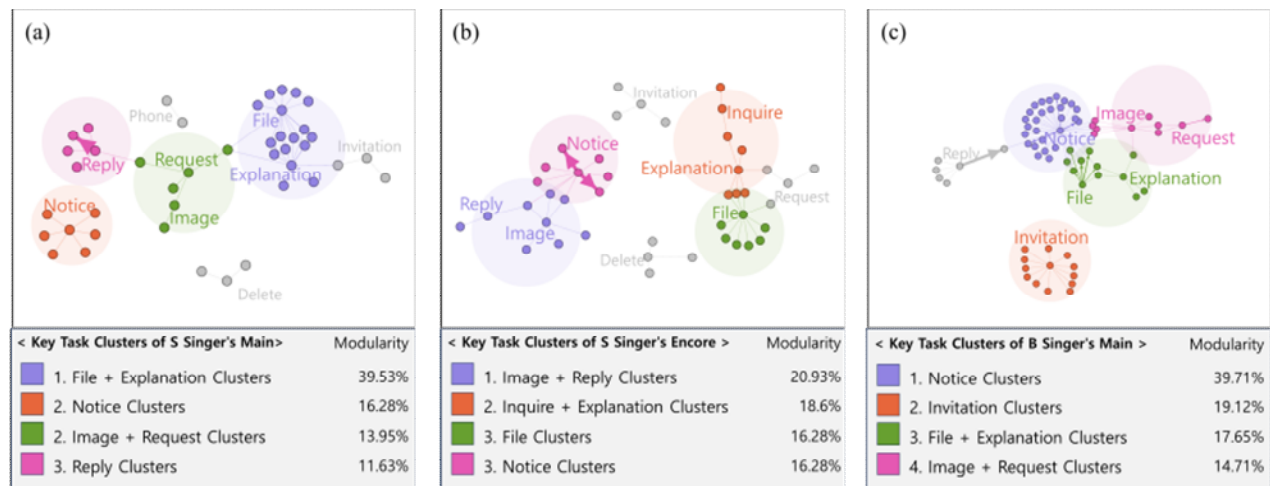 (a)
File
Phone
Invitation
Request
Reply
Explanation
Notice
Image
Delete
< Key Task Clusters of S Singer's Main> Modularity
1. File + Explanation Clusters 39.53%
2. Notice Clusters 16.28%
2. Image + Request Clusters 13.95%
3. Reply Clusters 11.63%
(b)
Invitation
Inquire
Notice
Explanation
Request
Reply
File
Image
Delete
< Key Task Clusters of S Singer's Encore > Modularity
1. Image + Reply Clusters 20.93%
2. Inquire + Explanation Clusters 18.6%
3. File Clusters 16.28%
3. Notice Clusters 16.28%
(c)
Image
Notice
Request
Reply
Explanation
File
Invitation
< Key Task Clusters of B Singer's Main > Modularity
1. Notice Clusters 39.71%
2. Invitation Clusters 19.12%
3. File + Explanation Clusters 17.65%
4. Image + Request Clusters 14.71%